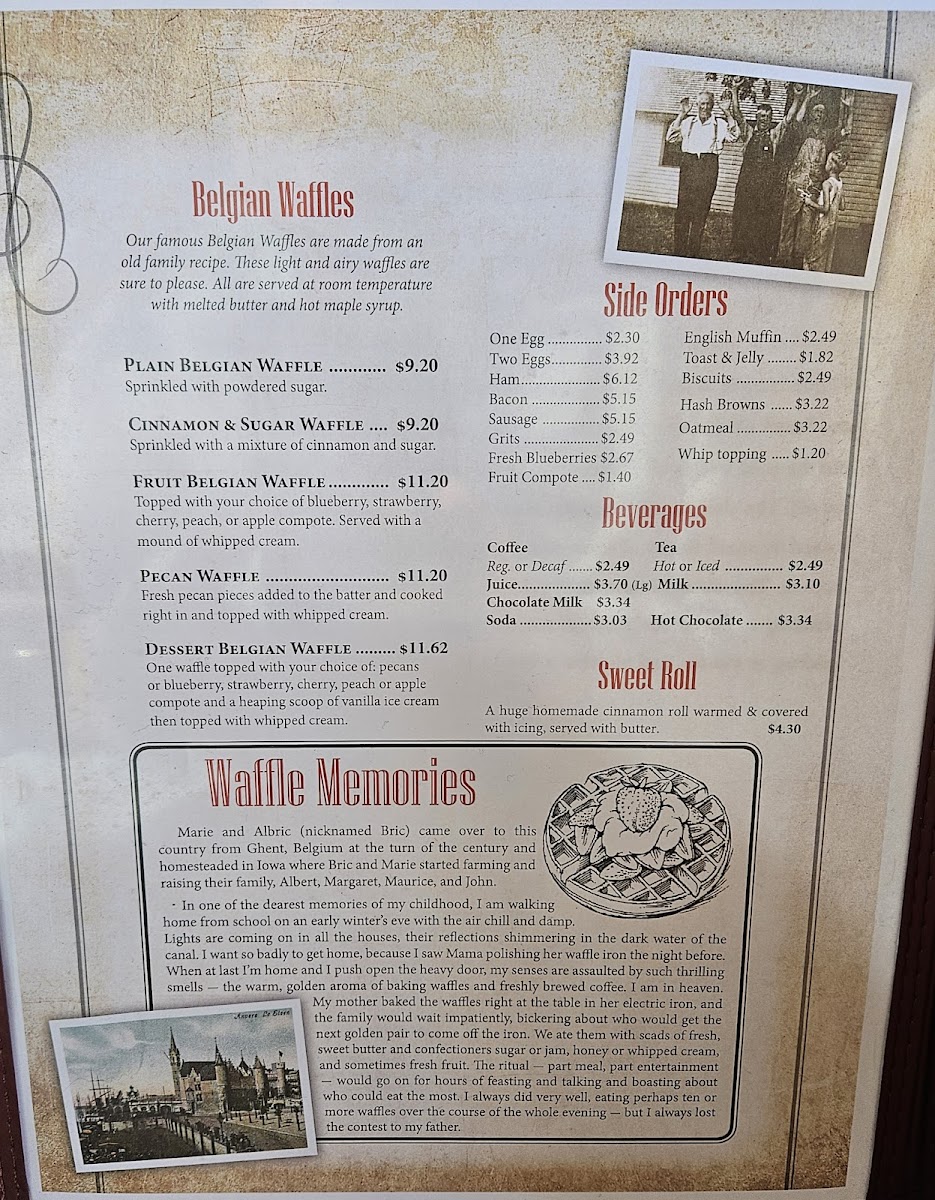 Belgian Waffles
Our famous Belgian Waffles are made from an
old family recipe. These light and airy waffles are
sure to please. All are served at room temperature
with melted butter and hot maple syrup.
PLAIN BELGIAN WAFFLE ............ $9.20
Sprinkled with powdered sugar.
CINNAMON & SUGAR WAFFLE .... $9.20
Sprinkled with a mixture of cinnamon and sugar.
FRUIT BELGIAN WAFFLE ............ $11.20
Topped with your choice of blueberry, strawberry,
cherry, peach, or apple compote. Served with a
mound of whipped cream.
PECAN WAFFLE ........................... $11.20
Fresh pecan pieces added to the batter and cooked
right in and topped with whipped cream.
DESSERT BELGIAN WAFFLE ......... $11.62
One waffle topped with your choice of: pecans
or blueberry, strawberry, cherry, peach or apple
compote and a heaping scoop of vanilla ice cream
then topped with whipped cream.
Side Orders
One Egg .............. $2.30
Two Eggs............. $3.92
Ham..................... $6.12
Bacon .................. $5.15
Sausage ............... $5.15
Grits .................... $2.49
Fresh Blueberries $2.67
Fruit Compote .... $1.40
English Muffin .... $2.49
Toast & Jelly ........ $1.82
Biscuits ................ $2.49
Hash Browns ...... $3.22
Oatmeal ............... $3.22
Whip topping ..... $1.20
Beverages
Coffee Tea
Reg. or Decaf ....... $2.49 Hot or Iced ............... $2.49
Juice................... $3.70 (Lg) Milk ....................... $3.10
Chocolate Milk $3.34
Soda ................... $3.03 Hot Chocolate ....... $3.34
Sweet Roll
A huge homemade cinnamon roll warmed & covered
with icing, served with butter. $4.30
Waffle Memories
Marie and Albric (nicknamed Bric) came over to this
country from Ghent, Belgium at the turn of the century and
homesteaded in Iowa where Bric and Marie started farming and
raising their family, Albert, Margaret, Maurice, and John.
- In one of the dearest memories of my childhood, I am walking
home from school on an early winter's eve with the air chill and damp.
Lights are coming on in all the houses, their reflections shimmering in the dark water of the
canal. I want so badly to get home, because I saw Mama polishing her waffle iron the night before.
When at last I'm home and I push open the heavy door, my senses are assaulted by such thrilling
smells — the warm, golden aroma of baking waffles and freshly brewed coffee. I am in heaven.
My mother baked the waffles right at the table in her electric iron, and
the family would wait impatiently, bickering about who would get the
next golden pair to come off the iron. We ate them with scads of fresh,
sweet butter and confectioners sugar or jam, honey or whipped cream,
and sometimes fresh fruit. The ritual — part meal, part entertainment
— would go on for hours of feasting and talking and boasting about
who could eat the most. I always did very well, eating perhaps ten or
more waffles over the course of the whole evening — but I always lost
the contest to my father.
Anvers Le Steen